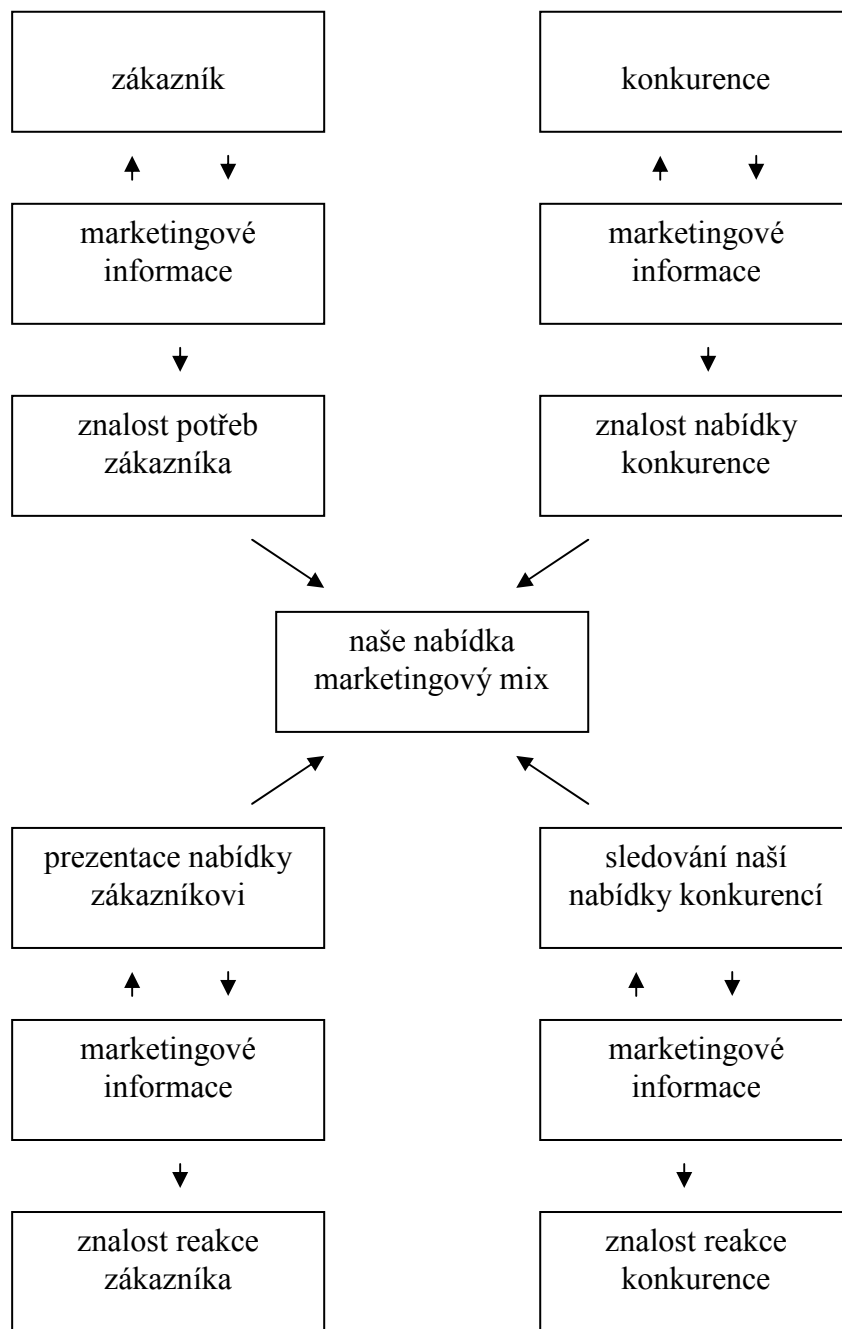 zákazník
konkurence
marketingové
informace
marketingové
informace
znalost potřeb
zákazníka
znalost nabídky
konkurence
naše nabídka
marketingový mix
prezentace nabídky
zákazníkovi
sledování naší
nabídky konkurencí
marketingové
informace
marketingové
informace
znalost reakce
zákazníka
znalost reakce
konkurence